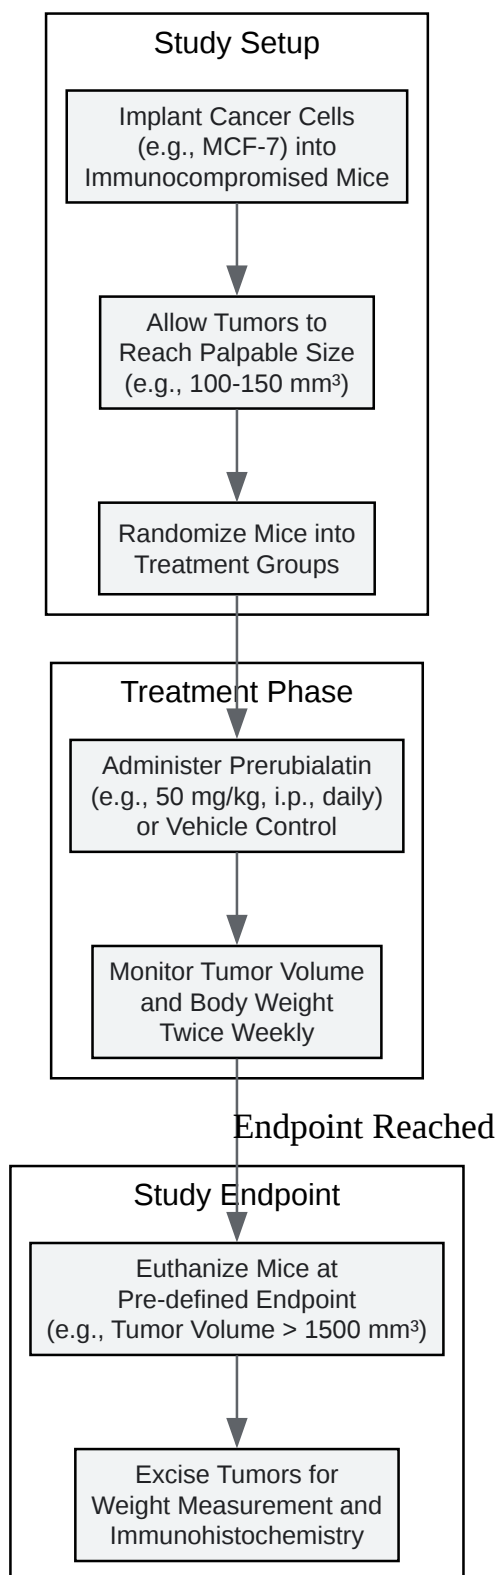 Study Setup
Implant Cancer Cells
(e.g., MCF-7) into
Immunocompromised Mice
Allow Tumors to
Reach Palpable Size
(e.g., 100-150 mm³)
Randomize Mice into
Treatment Groups
Treatment Phase
Administer Prerubialatin
(e.g., 50 mg/kg, i.p., daily)
or Vehicle Control
Monitor Tumor Volume
and Body Weight
Twice Weekly
Endpoint Reached
Study Endpoint
Euthanize Mice at
Pre-defined Endpoint
(e.g., Tumor Volume > 1500 mm³)
Excise Tumors for
Weight Measurement and
Immunohistochemistry